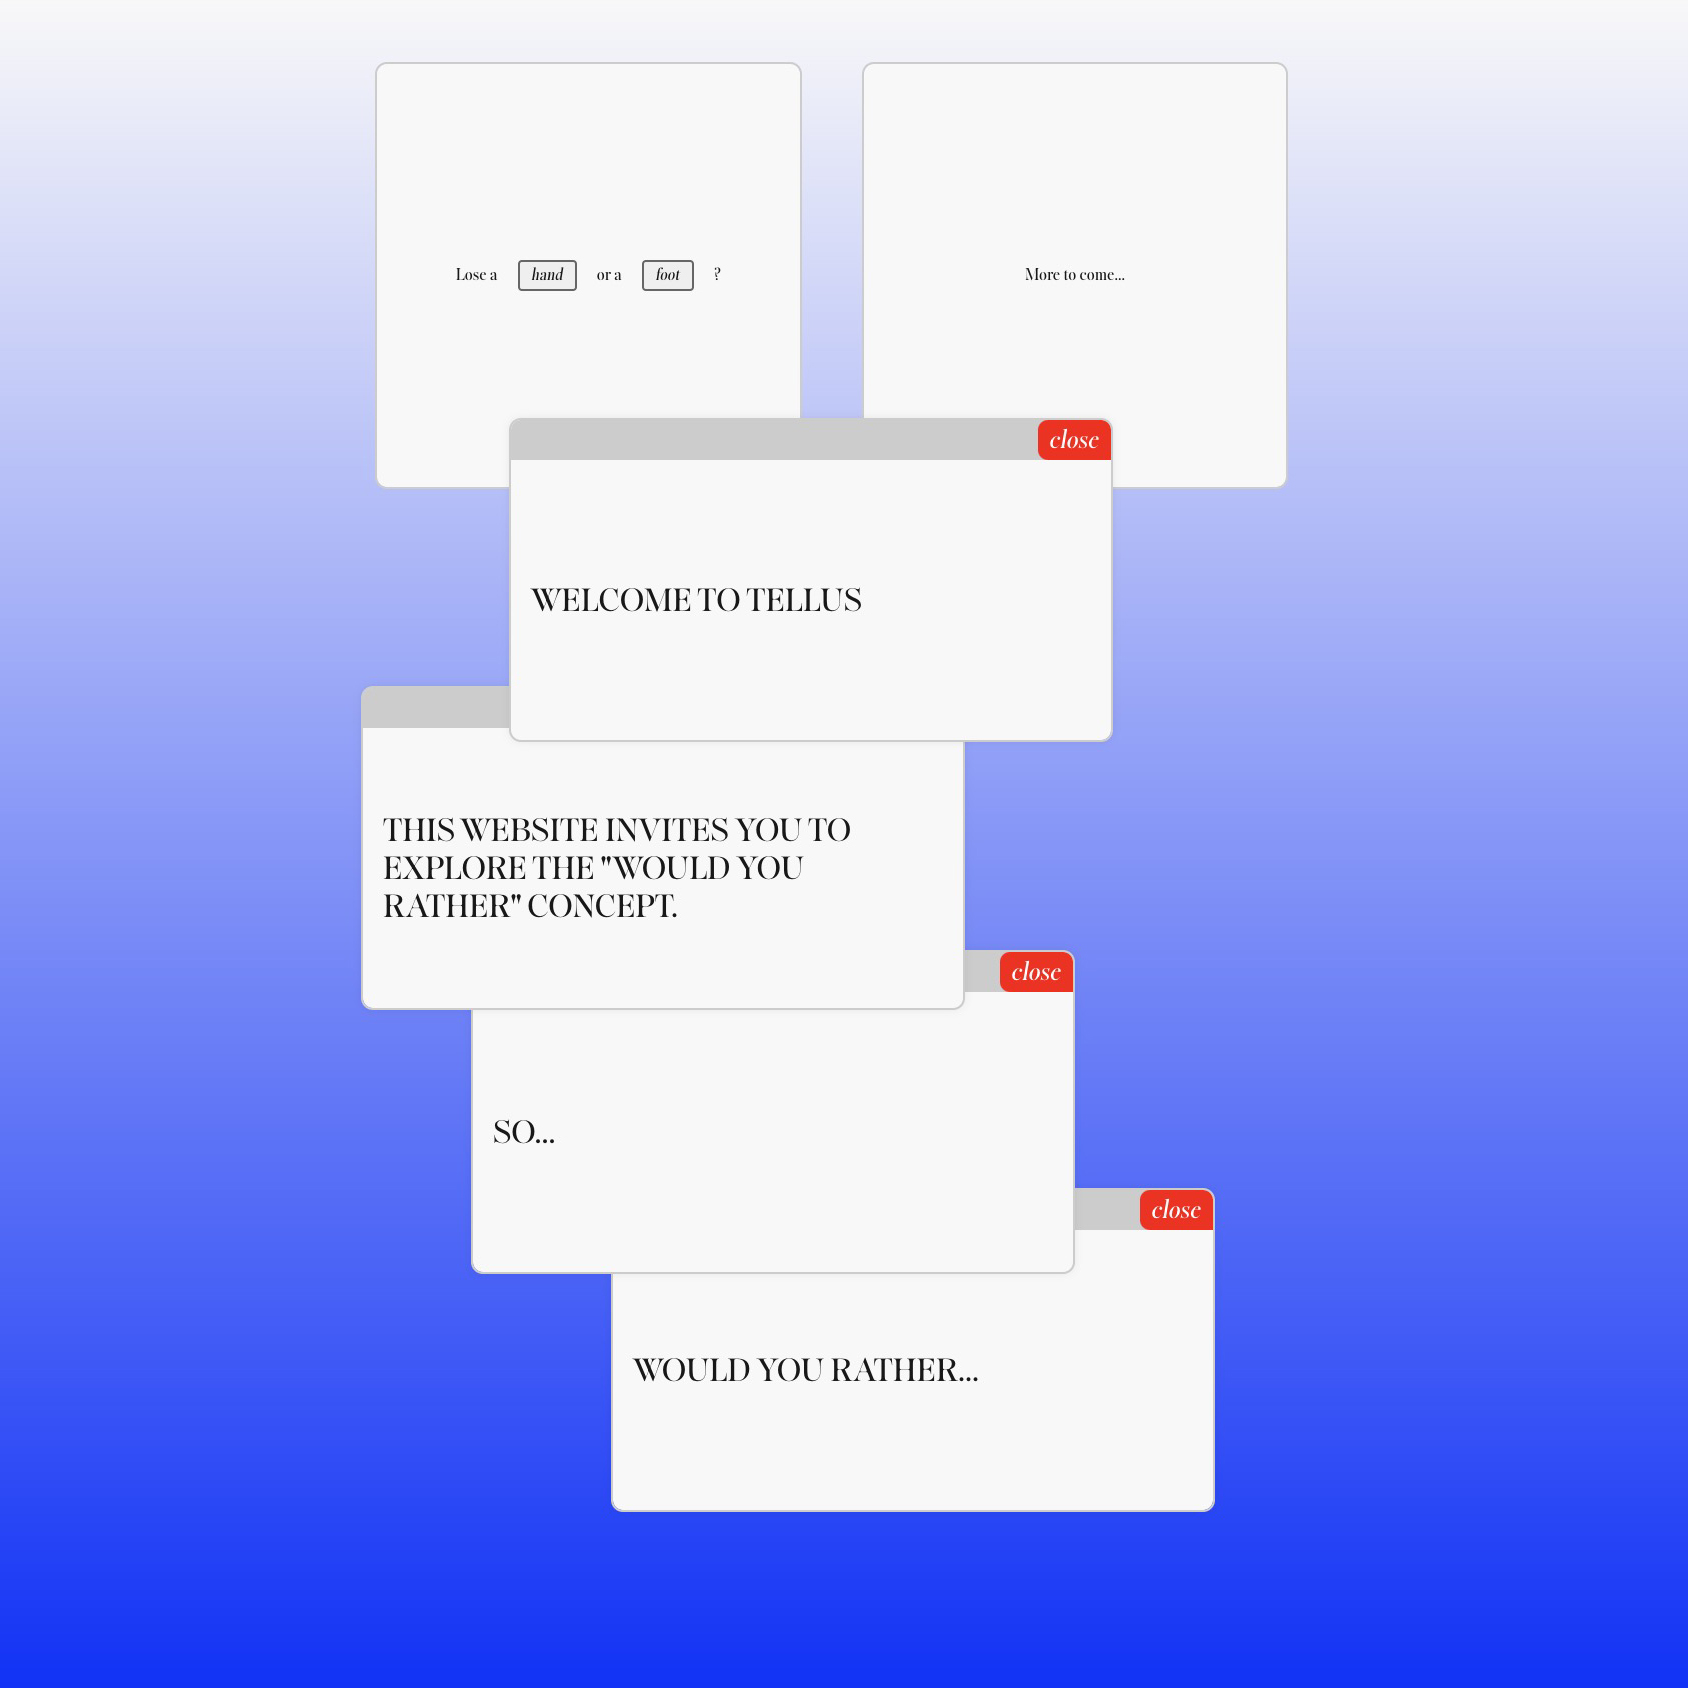 Lose a hand or a foot ?
More to come...
close
WELCOME TO TELLUS
THIS WEBSITE INVITES YOU TO
EXPLORE THE "WOULD YOU
RATHER" CONCEPT.
close
SO...
close
WOULD YOU RATHER...